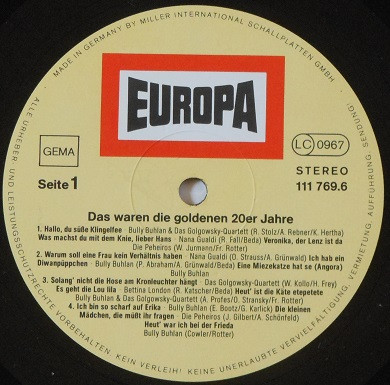 MADE IN GERMANY BY MILLER INTERNATIONAL SCHALLPLATTEN GMBH
EUROPA
GEMA
LC 0967
STEREO
Seite 1
111 769.6
Das waren die goldenen 20er Jahre
1. Hallo, du süße Klingelfee - Bully Buhlan & Das Golgowsky-Quartett (R. Stolz/A. Rebner/K. Hertha)
Was machst du mit dem Knie, lieber Hans - Nana Gualdi (R. Fall/Beda) Veronika, der Lenz ist da
Die Peheiros (W. Jurmann/Fr. Rotter)
2. Warum soll eine Frau kein Verhältnis haben - Nana Gualdi (O. Strauss/A. Grünwald) Ich hab ein
Diwanpüppchen - Bully Buhlan (P. Abraham/A. Grünwald/Beda) Eine Miezekatze hat se (Angora)
Bully Buhlan
3. Solang' nicht die Hose am Kronleuchter hängt - Das Golgowsky-Quartett (W. Kollo/H. Frey)
Es geht die Lou lila - Bettina London (R. Katscher/Beda) Heut' ist die Käte etepetete
Bully Buhlan & Das Golgowsky-Quartett (A. Profes/O. Stransky/Fr. Rotter)
4. Ich bin so scharf auf Erika - Bully Buhlan (E. Bootz/G. Karlick) Die kleinen
Mädchen, die müßt ihr fragen - Die Peheiros (J. Gilbert/A. Schönfeld)
Heut' war ich bei der Frieda
Bully Buhlan (Cowler/Rotter)
ALLE URHEBER- UND LEISTUNGSSCHUTZRECHTE VORBEHALTEN · KEIN VERLEIH! · KEINE UNERLAUBTE VERVIELFÄLTIGUNG, VERMIETUNG, AUFFÜHRUNG, SENDUNG!